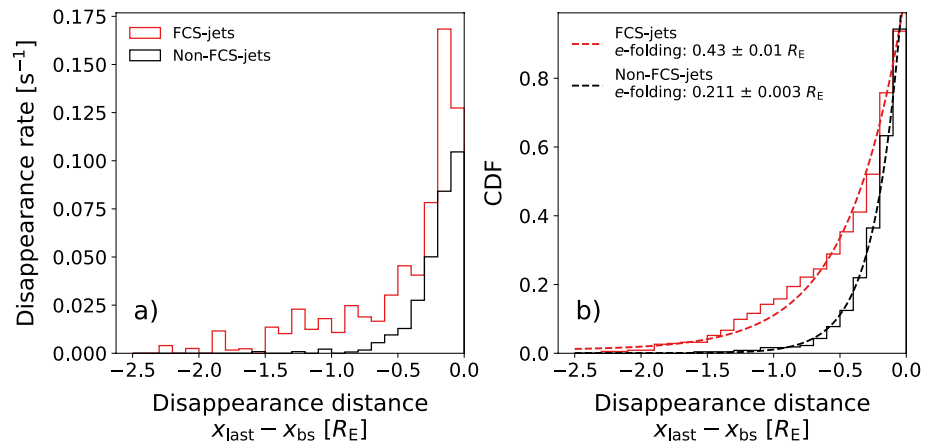 FCS-jets
Non-FCS-jets
Disappearance rate [s⁻¹]
0.175
0.150
0.125
0.100
0.075
0.050
0.025
0.000
a)
−2.5 −2.0 −1.5 −1.0 −0.5 0.0
Disappearance distance
x_last − x_bs [R_E]
FCS-jets
e-folding: 0.43 ± 0.01 R_E
Non-FCS-jets
e-folding: 0.211 ± 0.003 R_E
CDF
0.8
0.6
0.4
0.2
0.0
b)
−2.5 −2.0 −1.5 −1.0 −0.5 0.0
Disappearance distance
x_last − x_bs [R_E]